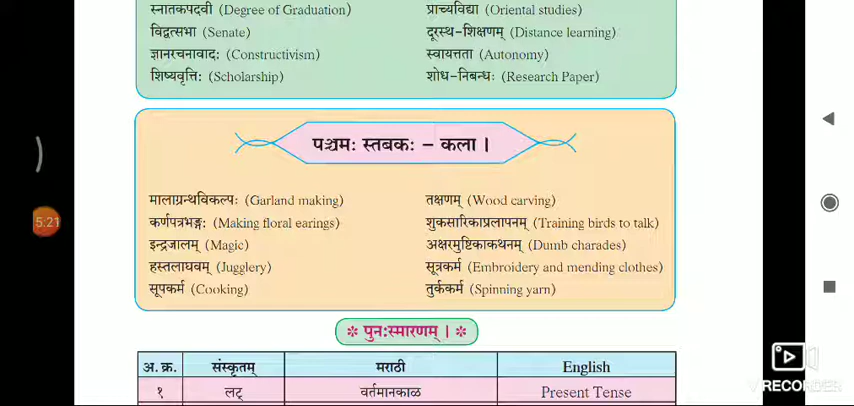 स्नातकपदवी (Degree of Graduation) प्राच्यविद्या (Oriental studies)
विद्वत्सभा (Senate) दूरस्थ-शिक्षणम् (Distance learning)
ज्ञानरचनावादः (Constructivism) स्वायत्तता (Autonomy)
शिष्यवृत्तिः (Scholarship) शोध-निबन्धः (Research Paper)
पञ्चमः स्तबकः - कला ।
मालाग्रन्थविकल्पः (Garland making) तक्षणम् (Wood carving)
कर्णपत्रभङ्गः (Making floral earings) शुकसारिकाप्रलापनम् (Training birds to talk)
इन्द्रजालम् (Magic) अक्षरमुष्टिकाकथनम् (Dumb charades)
हस्तलाघवम् (Jugglery) सूत्रकर्म (Embroidery and mending clothes)
सूपकर्म (Cooking) तुर्ककर्म (Spinning yarn)
* पुनःस्मारणम् । *
अ. क्र. संस्कृतम् मराठी English
१ लट् वर्तमानकाळ Present Tense
5:21
V RECORDER